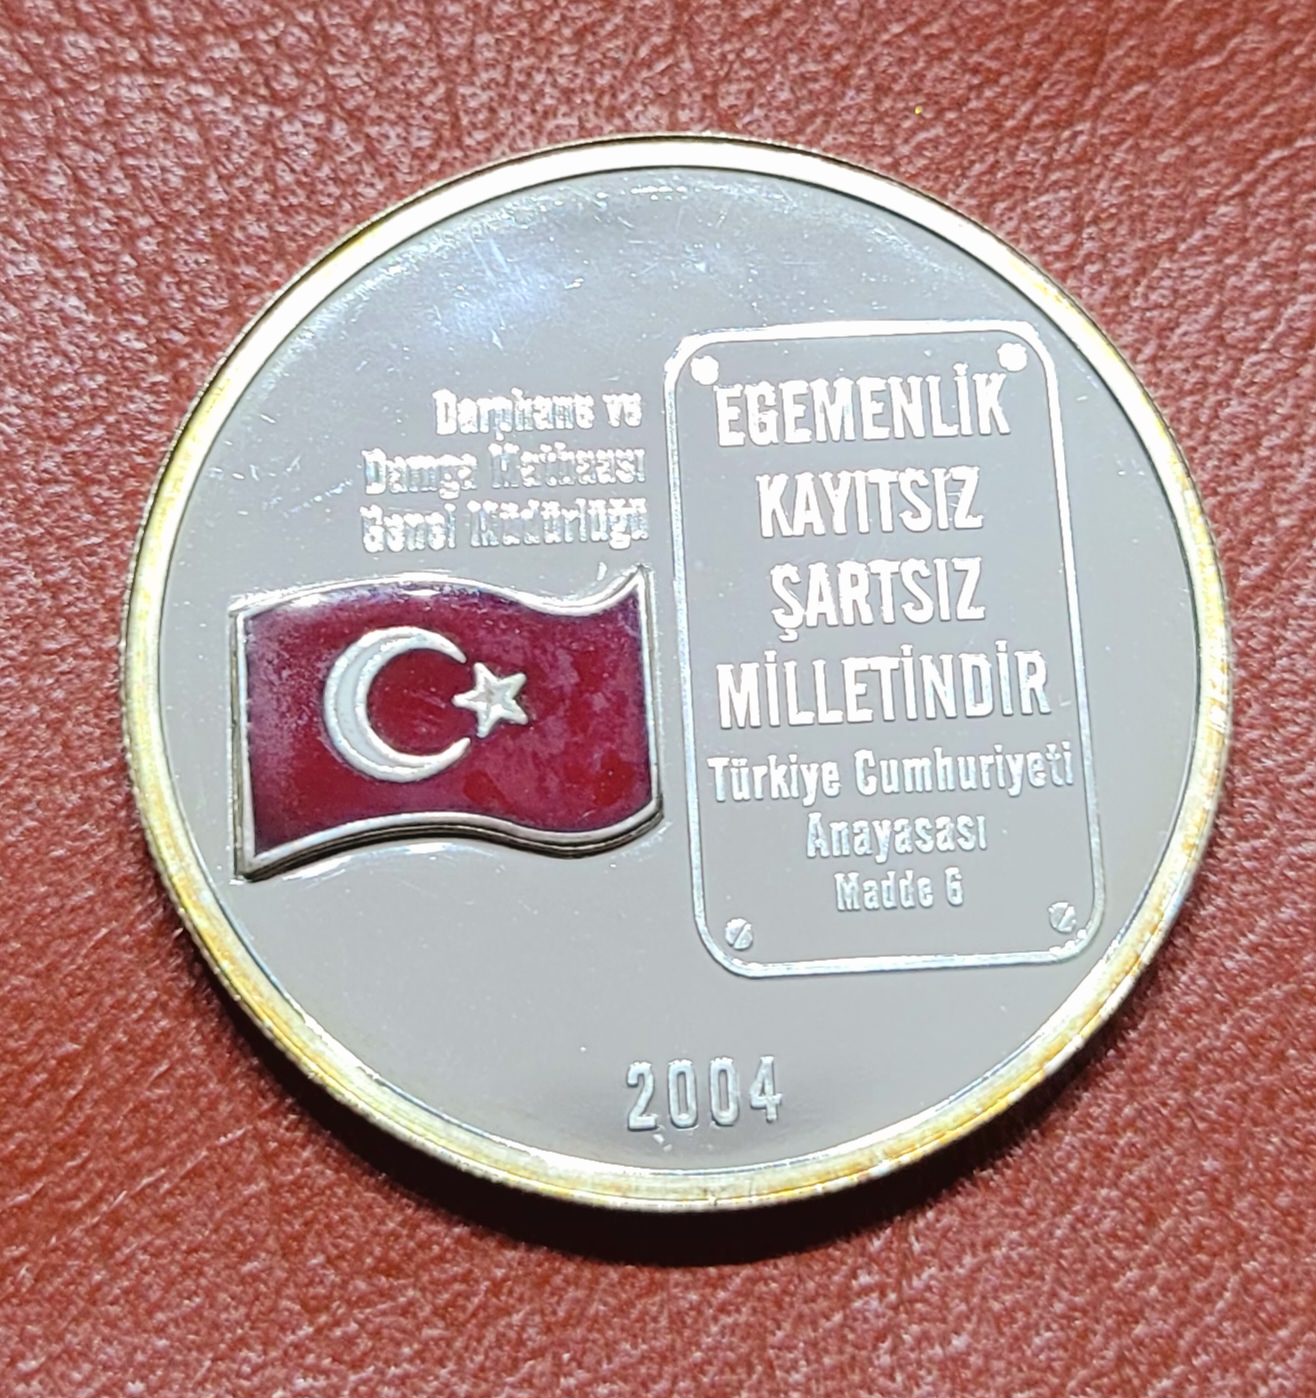 Darphane ve
Damga Matbaası
Genel Müdürlüğü
EGEMENLİK
KAYITSIZ
ŞARTSIZ
MİLLETİNDİR
Türkiye Cumhuriyeti
Anayasası
Madde 6
2004